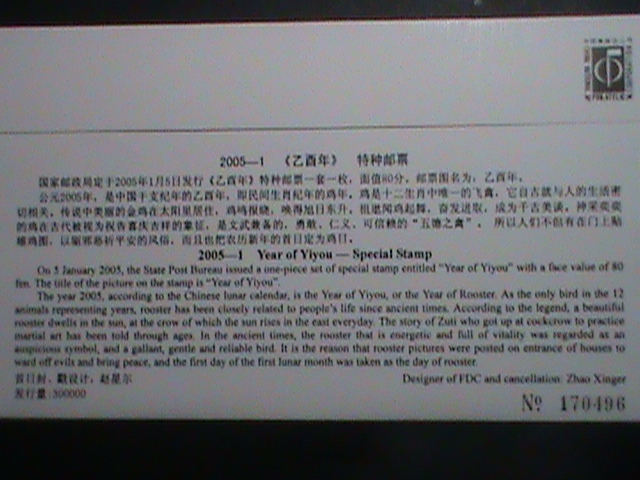 2005—1 《乙酉年》 特种邮票
国家邮政局定于2005年1月5日发行《乙酉年》特种邮票一套一枚，面值80分，邮票图名为：乙酉年。
公元2005年，是中国干支纪年的乙酉年，即民间生肖纪年的鸡年。鸡是十二生肖中唯一的飞禽，它自古就与人的生活密
切相关，传说中美丽的金鸡在太阳里居住，鸡鸣报晓，唤得旭日东升，祖逖闻鸡起舞，奋发进取，成为千古美谈，神采奕奕
的鸡在古代被视为祝告喜庆吉祥的象征，是文武兼备的，勇敢、仁义、可信赖的“五德之禽”，所以人们不但有在门上贴
雄鸡图，以驱邪慈祈平安的风俗，而且也把农历新年的首日定为鸡日。
2005—1 Year of Yiyou — Special Stamp
On 5 January 2005, the State Post Bureau issued a one-piece set of special stamp entitled “Year of Yiyou” with a face value of 80
fen. The title of the picture on the stamp is “Year of Yiyou”.
The year 2005, according to the Chinese lunar calendar, is the Year of Yiyou, or the Year of Rooster. As the only bird in the 12
animals representing years, rooster has been closely related to people’s life since ancient times. According to the legend, a beautiful
rooster dwells in the sun, at the crow of which the sun rises in the east everyday. The story of Zuti who got up at cockcrow to practice
martial art has been told through ages. In the ancient times, the rooster that is energetic and full of vitality was regarded as an
auspicious symbol, and a gallant, gentle and reliable bird. It is the reason that rooster pictures were posted on entrance of houses to
ward off evils and bring peace, and the first day of the first lunar month was taken as the day of rooster.
首日封、戳设计：赵星尔 Designer of FDC and cancellation: Zhao Xinger
发行量：300000
№ 170496